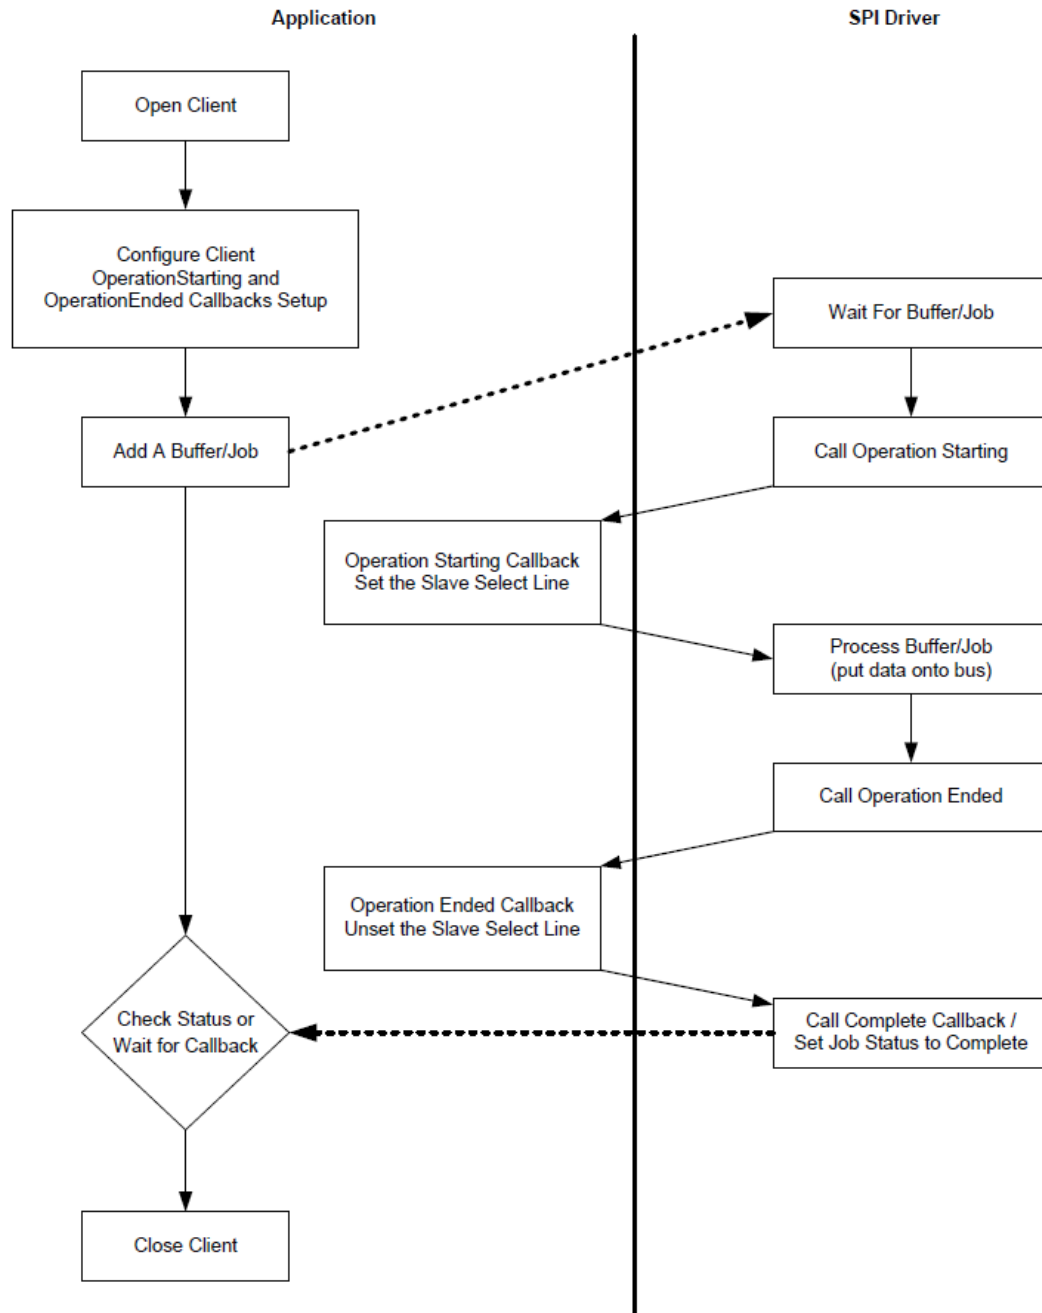 Application
SPI Driver
Open Client
Configure Client
OperationStarting and
OperationEnded Callbacks Setup
Wait For Buffer/Job
Add A Buffer/Job
Call Operation Starting
Operation Starting Callback
Set the Slave Select Line
Process Buffer/Job
(put data onto bus)
Call Operation Ended
Operation Ended Callback
Unset the Slave Select Line
Check Status or
Wait for Callback
Call Complete Callback /
Set Job Status to Complete
Close Client